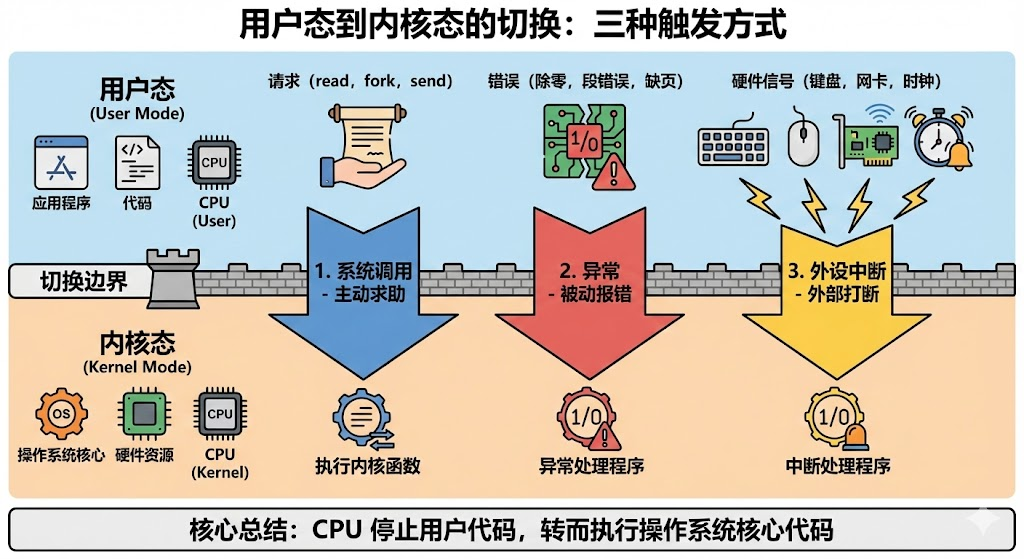 用户态到内核态的切换：三种触发方式
用户态
(User Mode)
应用程序
</>
代码
CPU
CPU
(User)
请求（read，fork，send）
错误（除零，段错误，缺页）
1/0
!
硬件信号（键盘，网卡，时钟）
切换边界
1. 系统调用
- 主动求助
2. 异常
- 被动报错
3. 外设中断
- 外部打断
内核态
(Kernel Mode)
OS
操作系统核心
硬件资源
CPU
CPU
(Kernel)
执行内核函数
1/0
!
异常处理程序
1/0
中断处理程序
核心总结：CPU 停止用户代码，转而执行操作系统核心代码